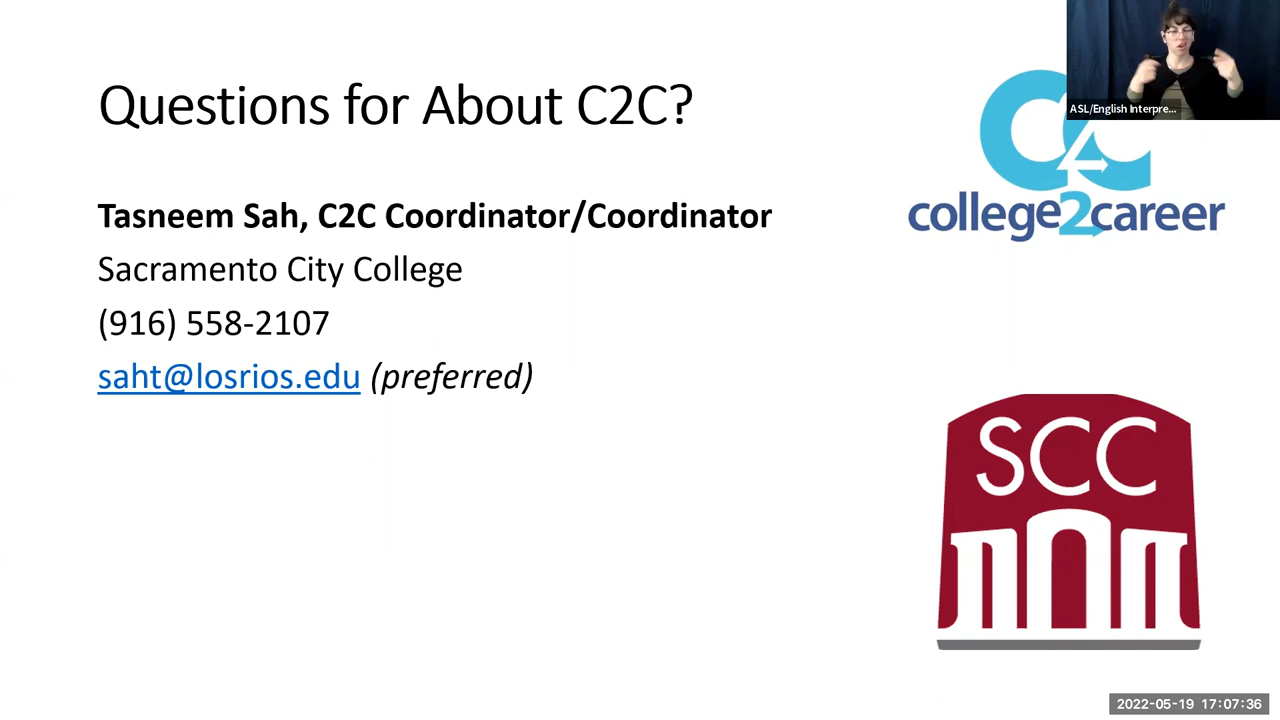 Questions for About C2C?
Tasneem Sah, C2C Coordinator/Coordinator
Sacramento City College
(916) 558-2107
saht@losrios.edu (preferred)
ASL/English Interpre...
C2C
college2career
SCC
2022-05-19 17:07:36